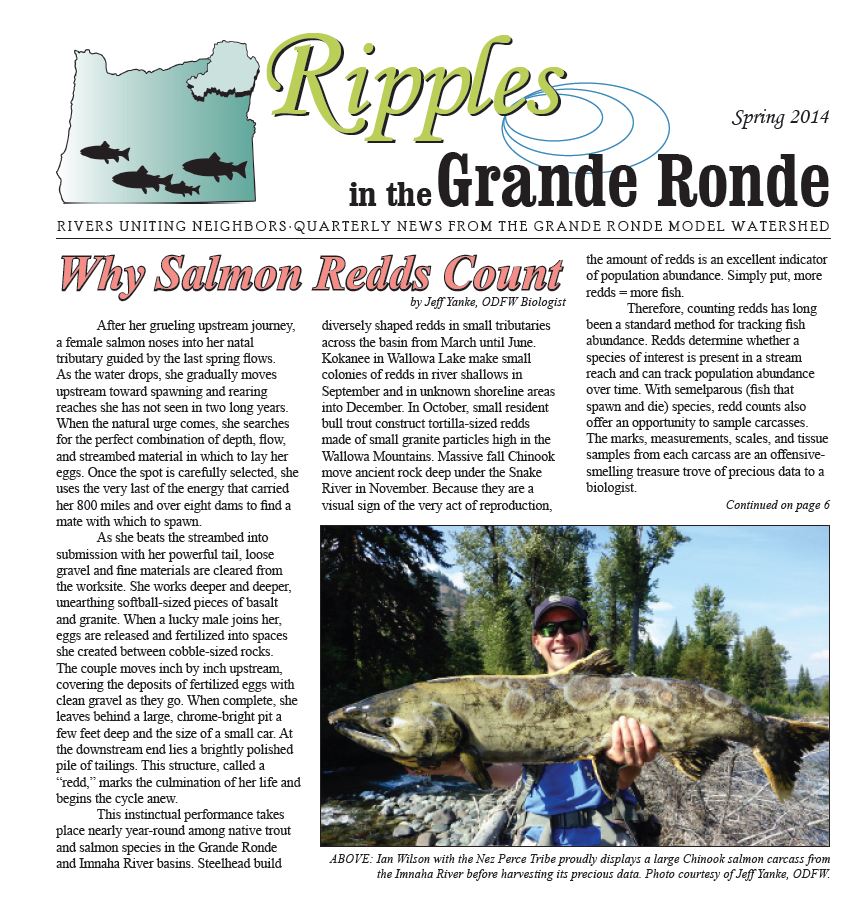 Ripples
Spring 2014
in the Grande Ronde
RIVERS UNITING NEIGHBORS·QUARTERLY NEWS FROM THE GRANDE RONDE MODEL WATERSHED
Why Salmon Redds Count
by Jeff Yanke, ODFW Biologist
After her grueling upstream journey,
a female salmon noses into her natal
tributary guided by the last spring flows.
As the water drops, she gradually moves
upstream toward spawning and rearing
reaches she has not seen in two long years.
When the natural urge comes, she searches
for the perfect combination of depth, flow,
and streambed material in which to lay her
eggs. Once the spot is carefully selected, she
uses the very last of the energy that carried
her 800 miles and over eight dams to find a
mate with which to spawn.
As she beats the streambed into
submission with her powerful tail, loose
gravel and fine materials are cleared from
the worksite. She works deeper and deeper,
unearthing softball-sized pieces of basalt
and granite. When a lucky male joins her,
eggs are released and fertilized into spaces
she created between cobble-sized rocks.
The couple moves inch by inch upstream,
covering the deposits of fertilized eggs with
clean gravel as they go. When complete, she
leaves behind a large, chrome-bright pit a
few feet deep and the size of a small car. At
the downstream end lies a brightly polished
pile of tailings. This structure, called a
“redd,” marks the culmination of her life and
begins the cycle anew.
This instinctual performance takes
place nearly year-round among native trout
and salmon species in the Grande Ronde
and Imnaha River basins. Steelhead build
diversely shaped redds in small tributaries
across the basin from March until June.
Kokanee in Wallowa Lake make small
colonies of redds in river shallows in
September and in unknown shoreline areas
into December. In October, small resident
bull trout construct tortilla-sized redds
made of small granite particles high in the
Wallowa Mountains. Massive fall Chinook
move ancient rock deep under the Snake
River in November. Because they are a
visual sign of the very act of reproduction,
the amount of redds is an excellent indicator
of population abundance. Simply put, more
redds = more fish.
Therefore, counting redds has long
been a standard method for tracking fish
abundance. Redds determine whether a
species of interest is present in a stream
reach and can track population abundance
over time. With semelparous (fish that
spawn and die) species, redd counts also
offer an opportunity to sample carcasses.
The marks, measurements, scales, and tissue
samples from each carcass are an offensive-
smelling treasure trove of precious data to a
biologist.
Continued on page 6
ABOVE: Ian Wilson with the Nez Perce Tribe proudly displays a large Chinook salmon carcass from
the Imnaha River before harvesting its precious data. Photo courtesy of Jeff Yanke, ODFW.